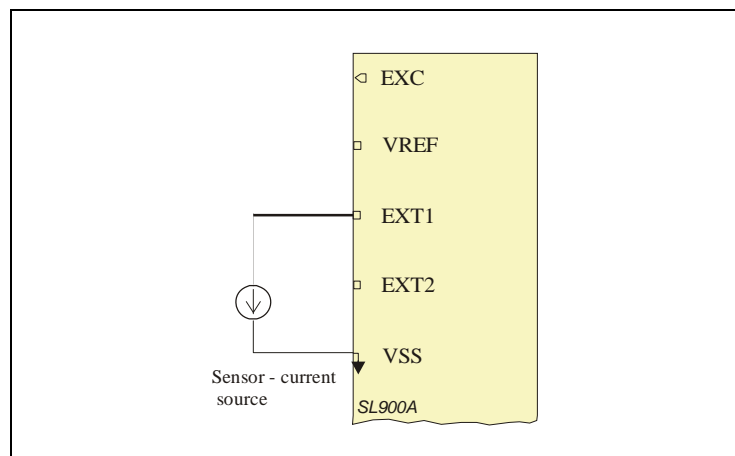 EXC
VREF
EXT1
EXT2
VSS
Sensor - current
source
SL900A